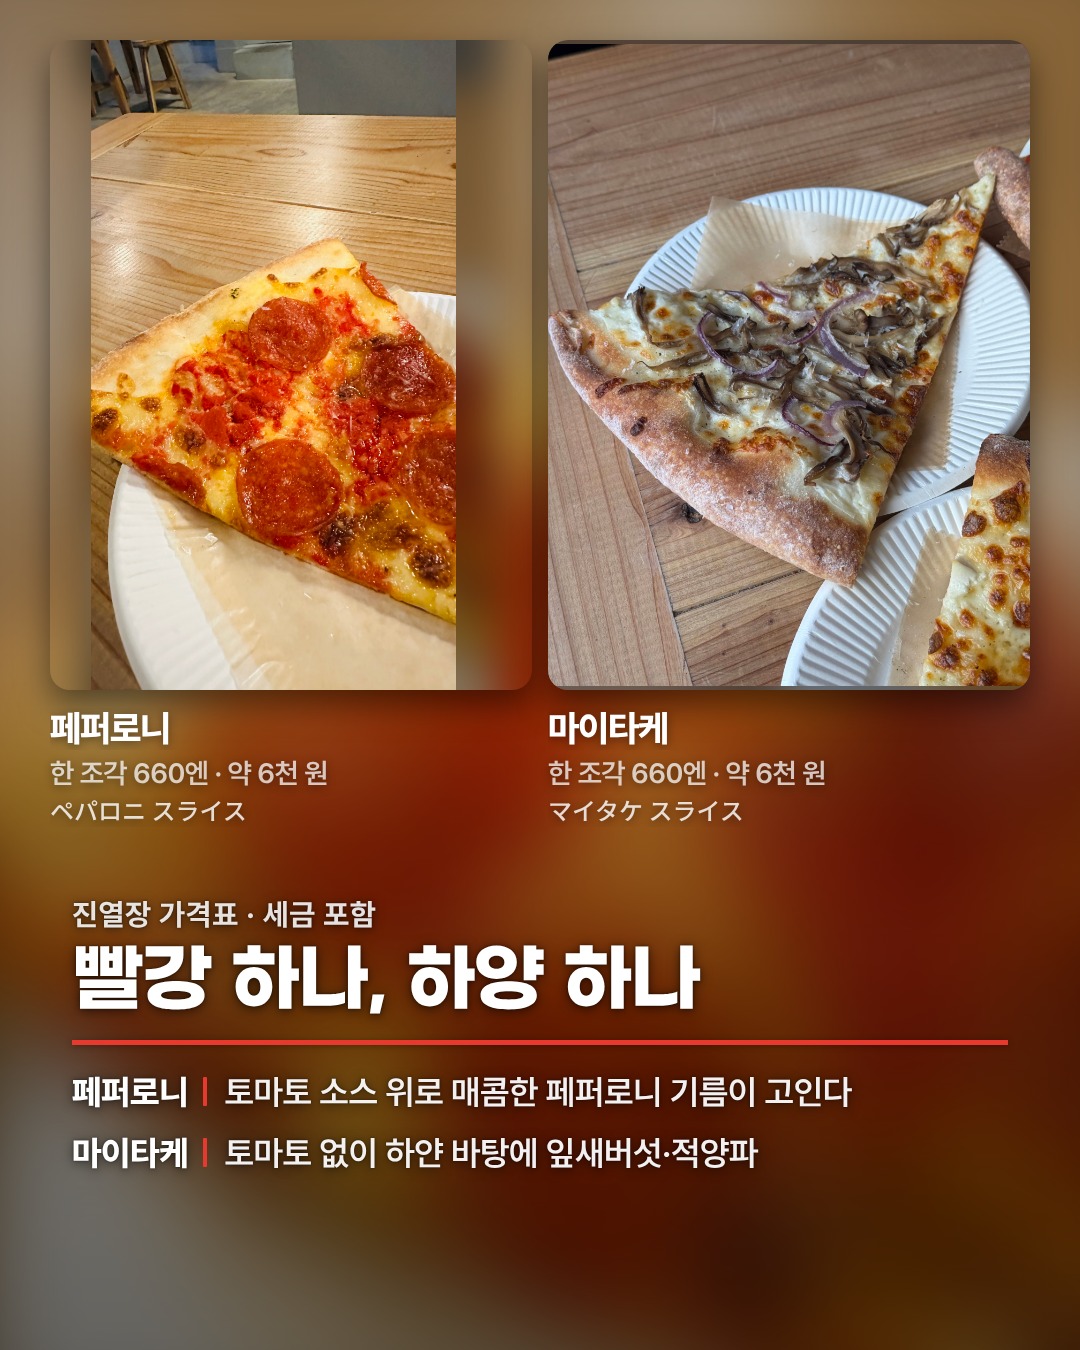 페퍼로니
한 조각 660엔 · 약 6천 원
ペパロニ スライス
마이타케
한 조각 660엔 · 약 6천 원
マイタケ スライス
진열장 가격표 · 세금 포함
빨강 하나, 하양 하나
페퍼로니 | 토마토 소스 위로 매콤한 페퍼로니 기름이 고인다
마이타케 | 토마토 없이 하얀 바탕에 잎새버섯·적양파